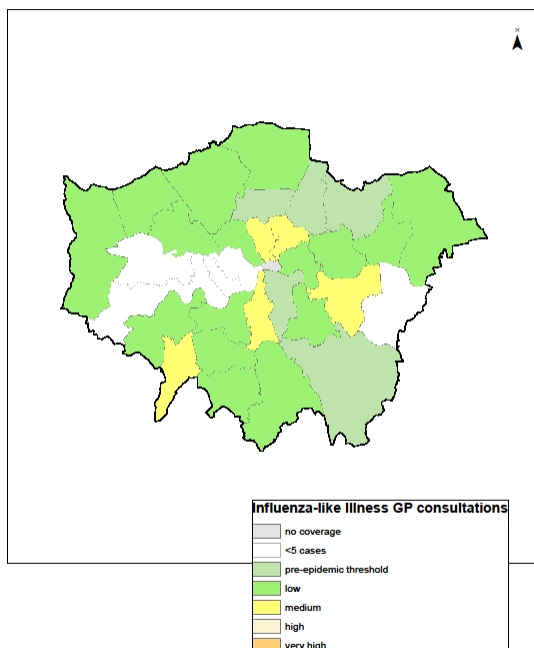 N
Influenza-like Illness GP consultations
no coverage
<5 cases
pre-epidemic threshold
low
medium
high
very high